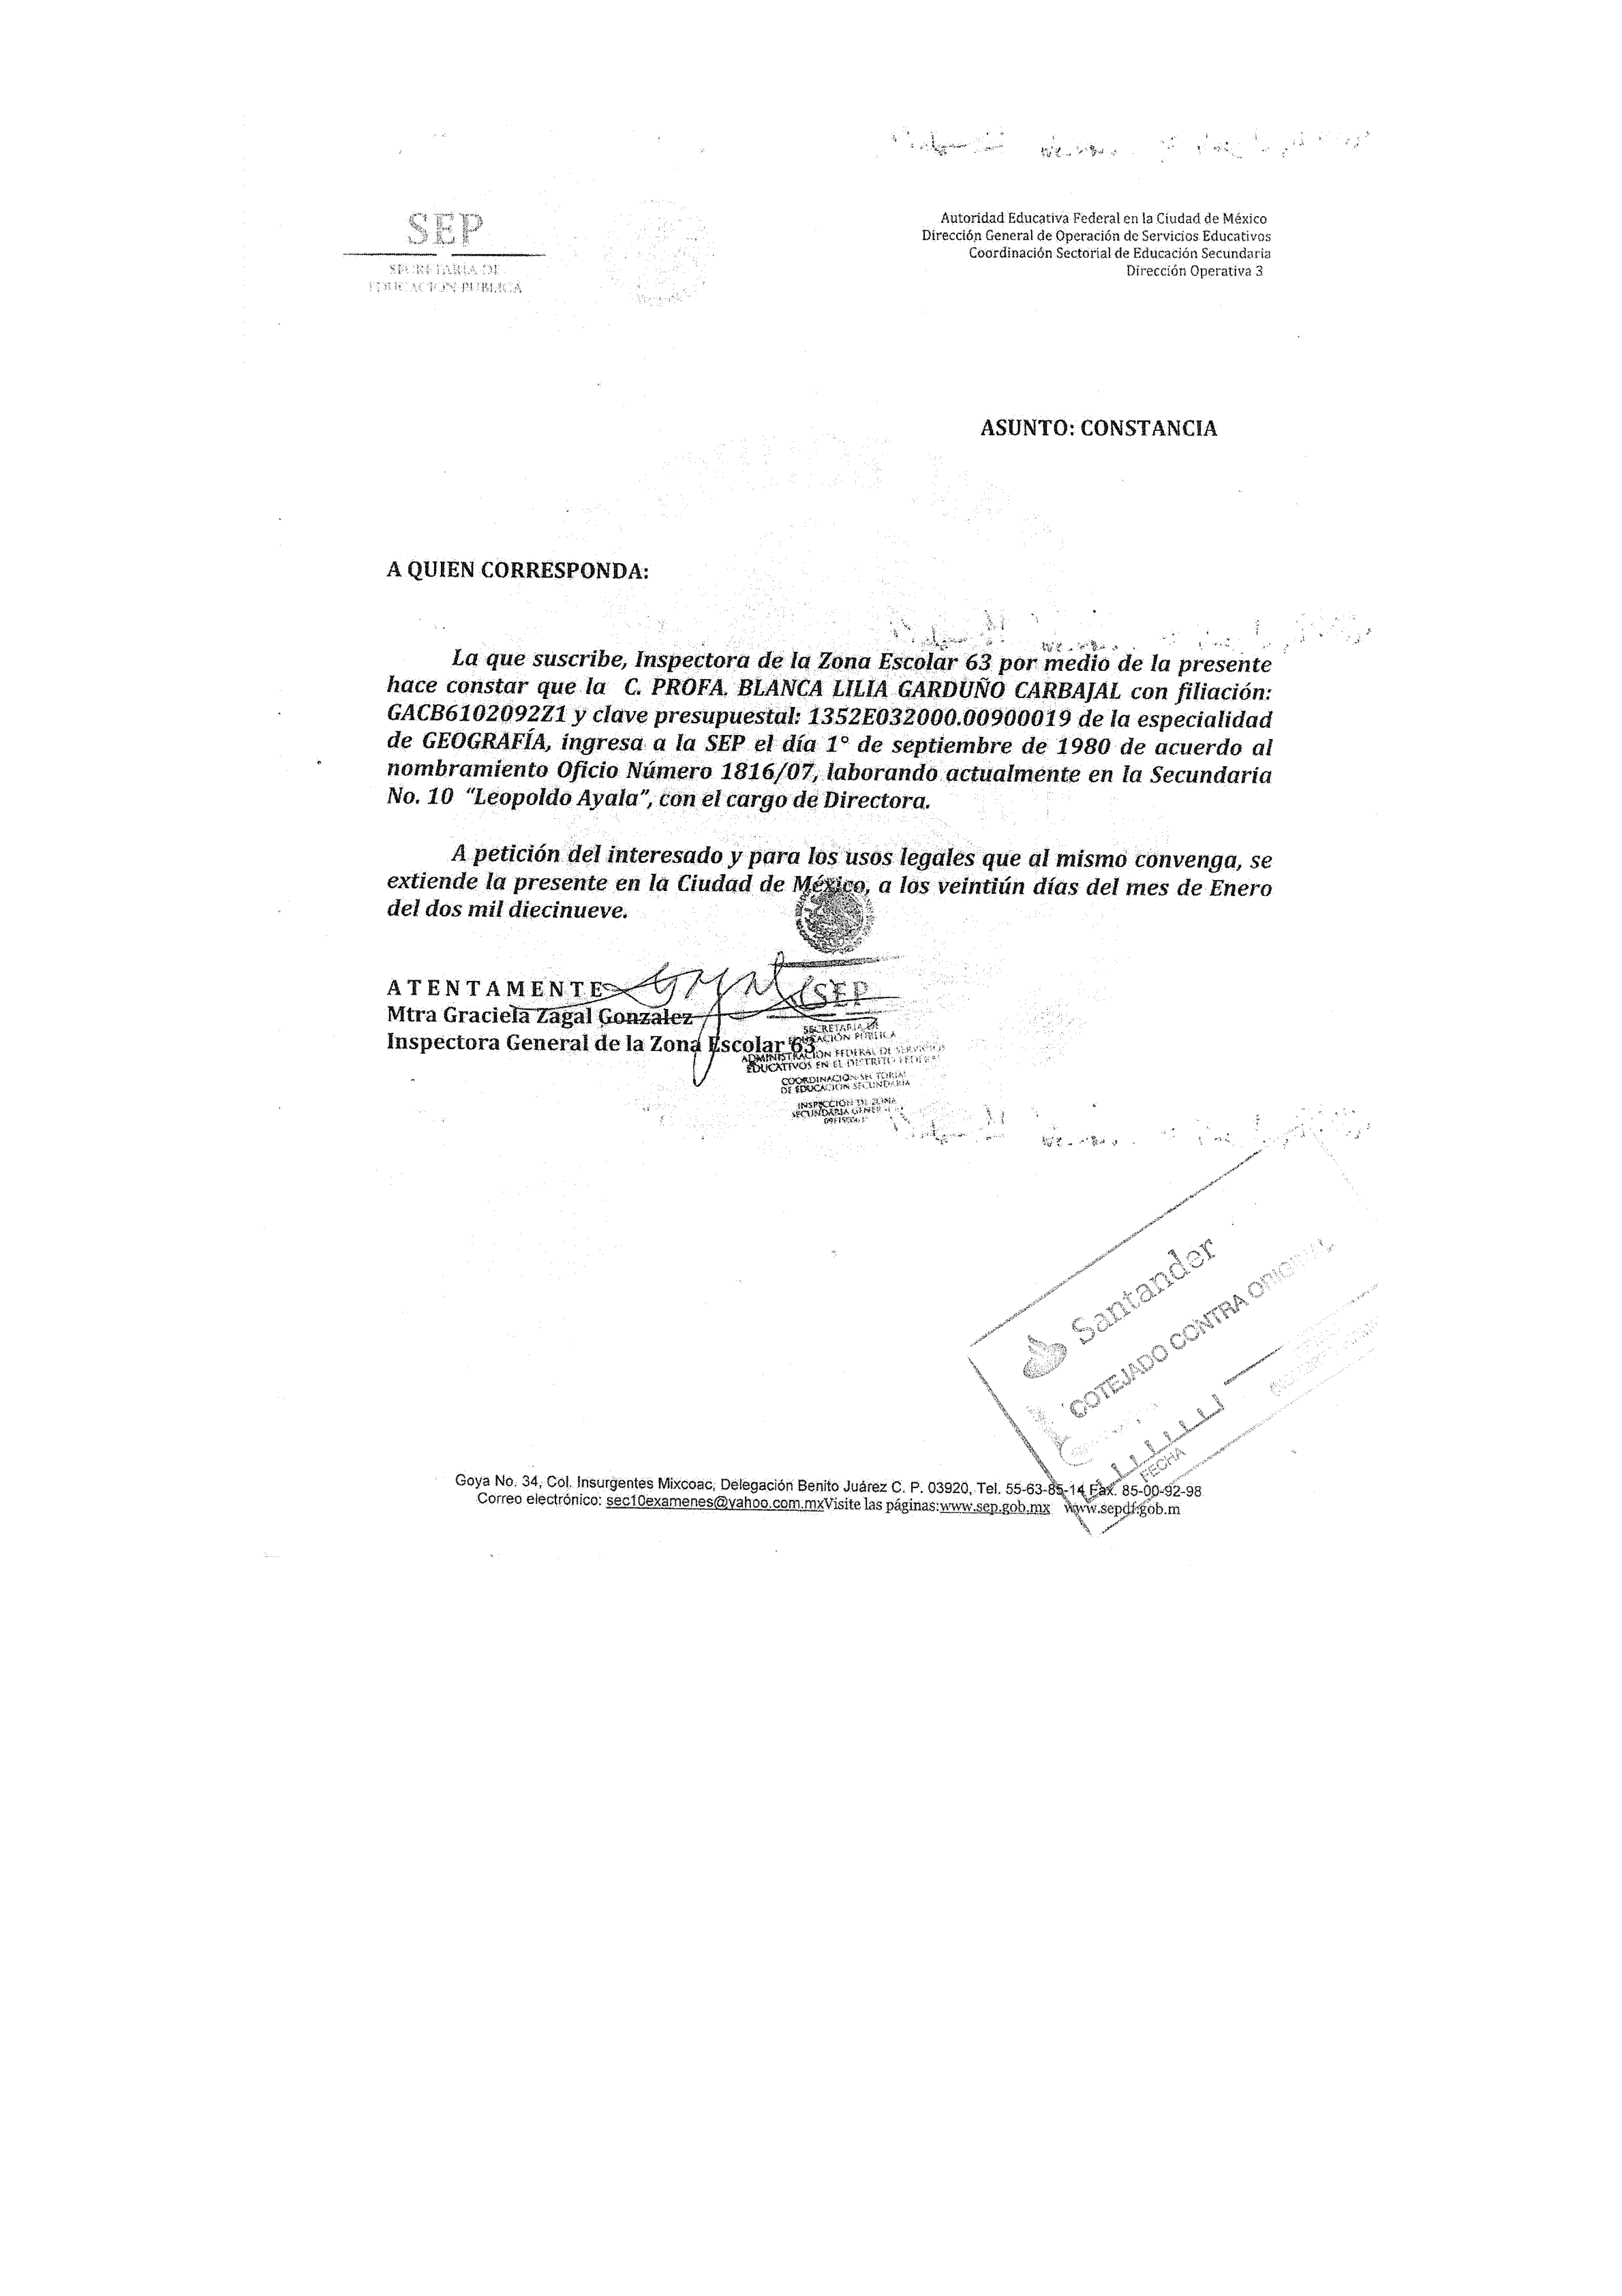 SEP
SECRETARÍA DE
EDUCACIÓN PÚBLICA
Autoridad Educativa Federal en la Ciudad de México
Dirección General de Operación de Servicios Educativos
Coordinación Sectorial de Educación Secundaria
Dirección Operativa 3
ASUNTO: CONSTANCIA
A QUIEN CORRESPONDA:
La que suscribe, Inspectora de la Zona Escolar 63 por medio de la presente
hace constar que la C. PROFA. BLANCA LILIA GARDUÑO CARBAJAL con filiación:
GACB6102092Z1 y clave presupuestal: 1352E032000.00900019 de la especialidad
de GEOGRAFÍA, ingresa a la SEP el día 1° de septiembre de 1980 de acuerdo al
nombramiento Oficio Número 1816/07, laborando actualmente en la Secundaria
No. 10 "Leopoldo Ayala", con el cargo de Directora.
A petición del interesado y para los usos legales que al mismo convenga, se
extiende la presente en la Ciudad de México, a los veintiún días del mes de Enero
del dos mil diecinueve.
ATENTAMENTE
Mtra Graciela Zagal Gonzalez
Inspectora General de la Zona Escolar 63
SEP
SECRETARIA DE
EDUCACIÓN PÚBLICA
ADMINISTRACIÓN FEDERAL DE SERVICIOS
EDUCATIVOS EN EL DISTRITO FEDERAL
COORDINACIÓN SECTORIAL
DE EDUCACIÓN SECUNDARIA
INSPECCIÓN DE ZONA
SECUNDARIA GENERAL
Santander
COTEJADO CONTRA ORIGINAL
FECHA
Goya No. 34, Col. Insurgentes Mixcoac, Delegación Benito Juárez C. P. 03920, Tel. 55-63-85-14 Fax. 85-00-92-98
Correo electrónico: sec10examenes@yahoo.com.mxVisite las páginas:www.sep.gob.mx www.sepdf.gob.m